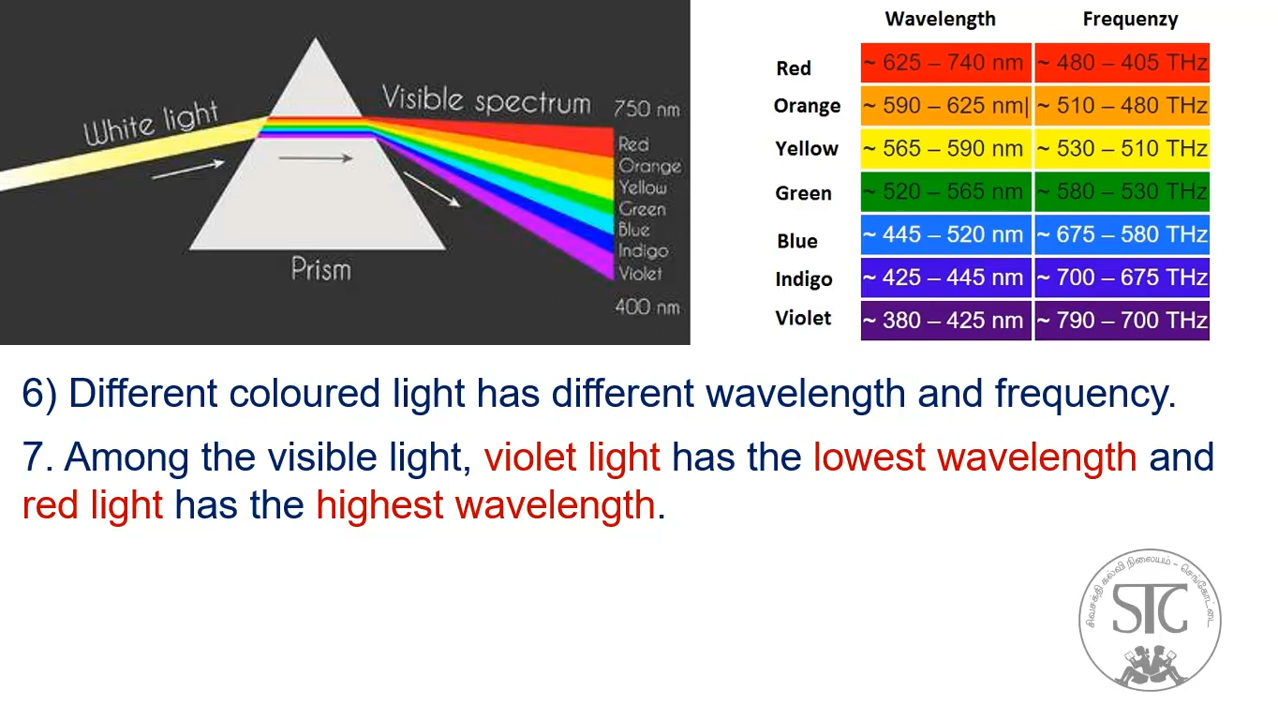 White light
Visible spectrum
Prism
750 nm
Red
Orange
Yellow
Green
Blue
Indigo
Violet
400 nm
Wavelength Frequenzy
Red ~ 625 – 740 nm ~ 480 – 405 THz
Orange ~ 590 – 625 nm| ~ 510 – 480 THz
Yellow ~ 565 – 590 nm ~ 530 – 510 THz
Green ~ 520 – 565 nm ~ 580 – 530 THz
Blue ~ 445 – 520 nm ~ 675 – 580 THz
Indigo ~ 425 – 445 nm ~ 700 – 675 THz
Violet ~ 380 – 425 nm ~ 790 – 700 THz
6) Different coloured light has different wavelength and frequency.
7. Among the visible light, violet light has the lowest wavelength and
red light has the highest wavelength.
சிவசக்தி கல்வி நிலையம் - செங்கோட்டை
STC